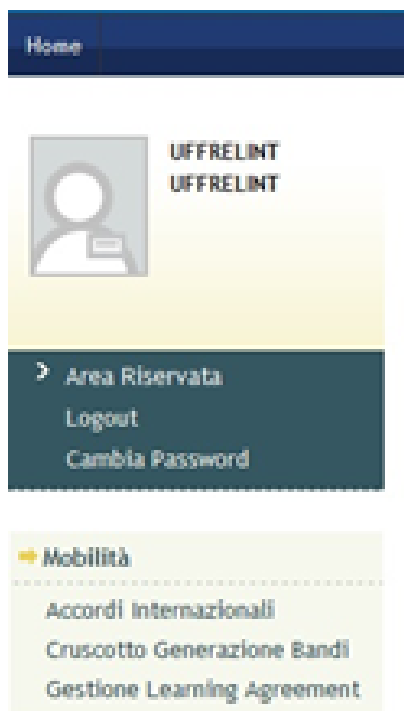 Home
UFFRELINT
UFFRELINT
Area Riservata
Logout
Cambia Password
Mobilità
Accordi Internazionali
Cruscotto Generazione Bandi
Gestione Learning Agreement